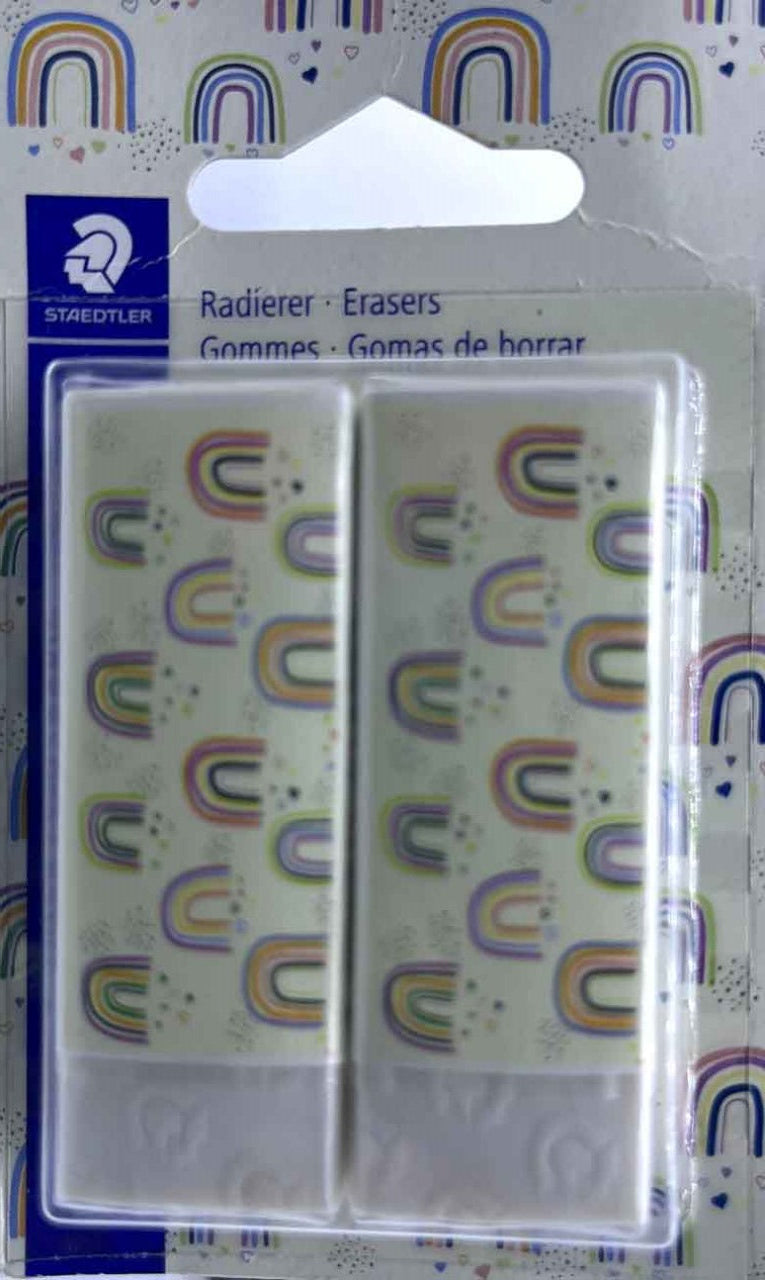 STAEDTLER
Radierer · Erasers
Gommes · Gomas de borrar